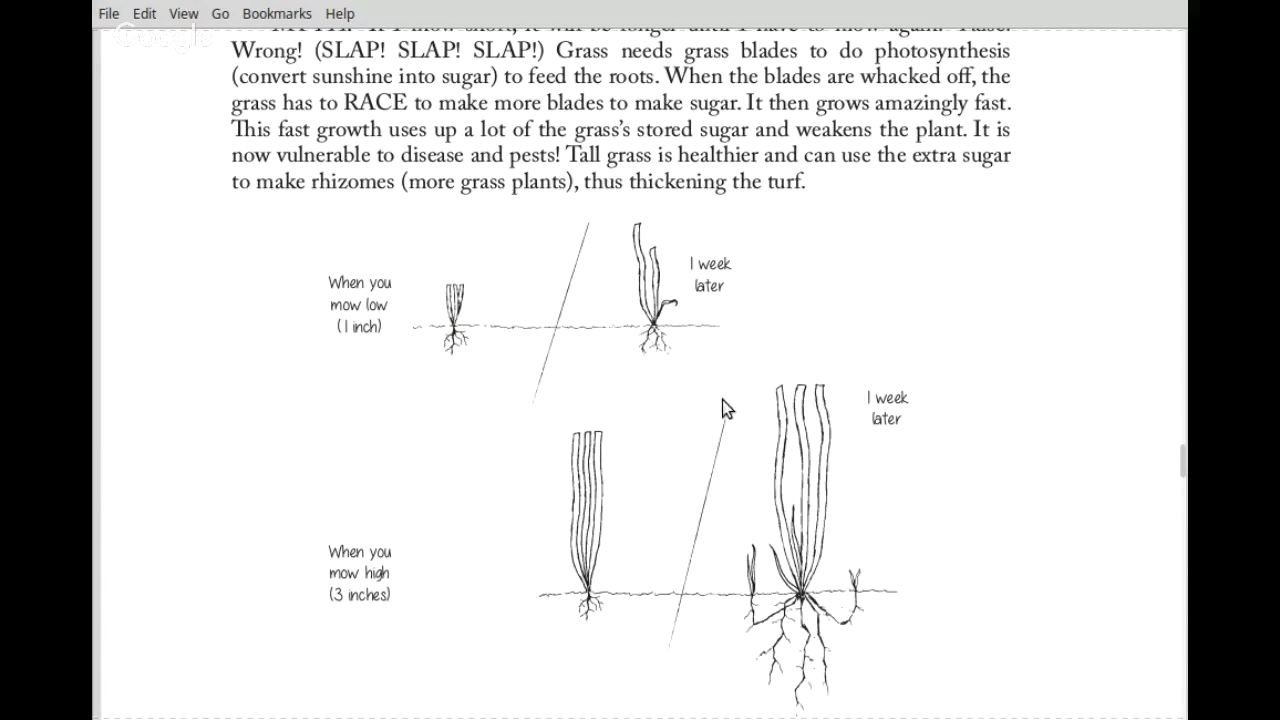 File Edit View Go Bookmarks Help
Google
Wrong! (SLAP! SLAP! SLAP!) Grass needs grass blades to do photosynthesis
(convert sunshine into sugar) to feed the roots. When the blades are whacked off, the
grass has to RACE to make more blades to make sugar. It then grows amazingly fast.
This fast growth uses up a lot of the grass's stored sugar and weakens the plant. It is
now vulnerable to disease and pests! Tall grass is healthier and can use the extra sugar
to make rhizomes (more grass plants), thus thickening the turf.
When you
mow low
(1 inch)
1 week
later
1 week
later
When you
mow high
(3 inches)